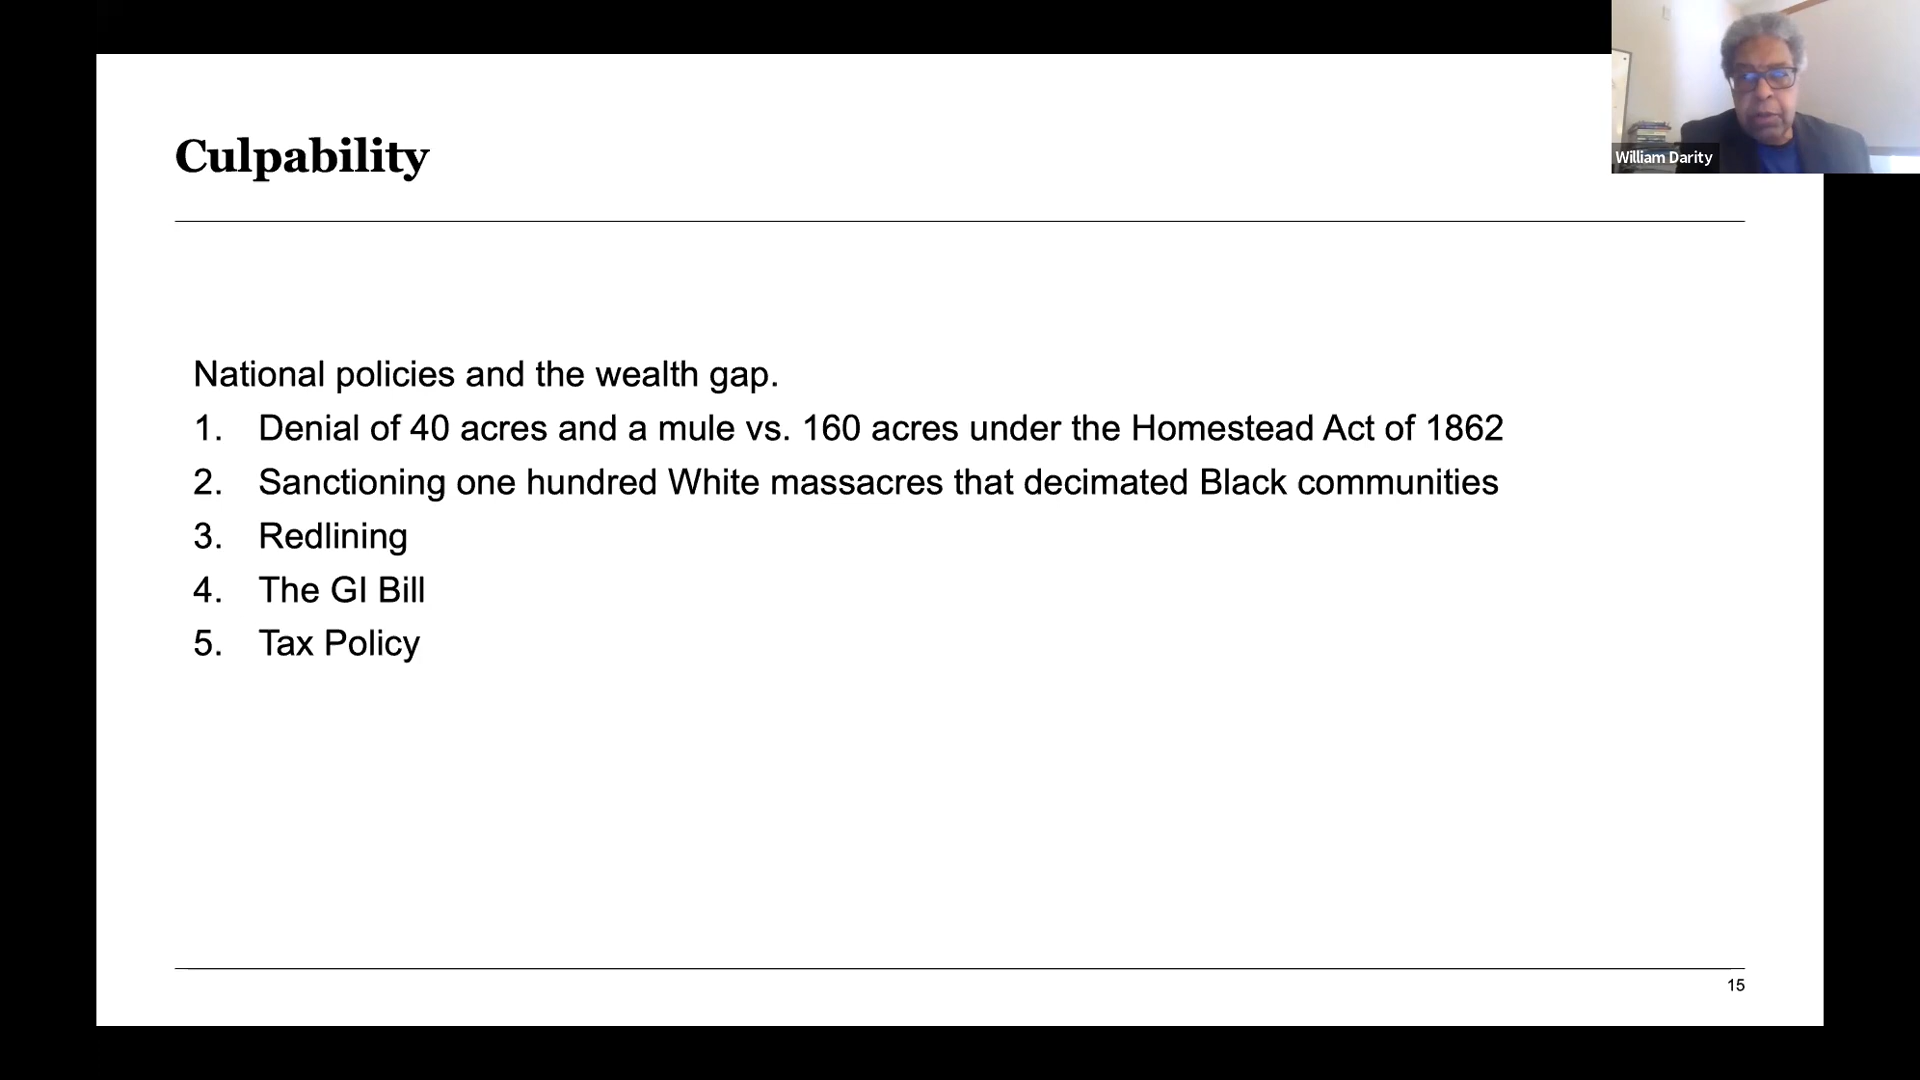 Culpability
William Darity
National policies and the wealth gap.
1. Denial of 40 acres and a mule vs. 160 acres under the Homestead Act of 1862
2. Sanctioning one hundred White massacres that decimated Black communities
3. Redlining
4. The GI Bill
5. Tax Policy
15